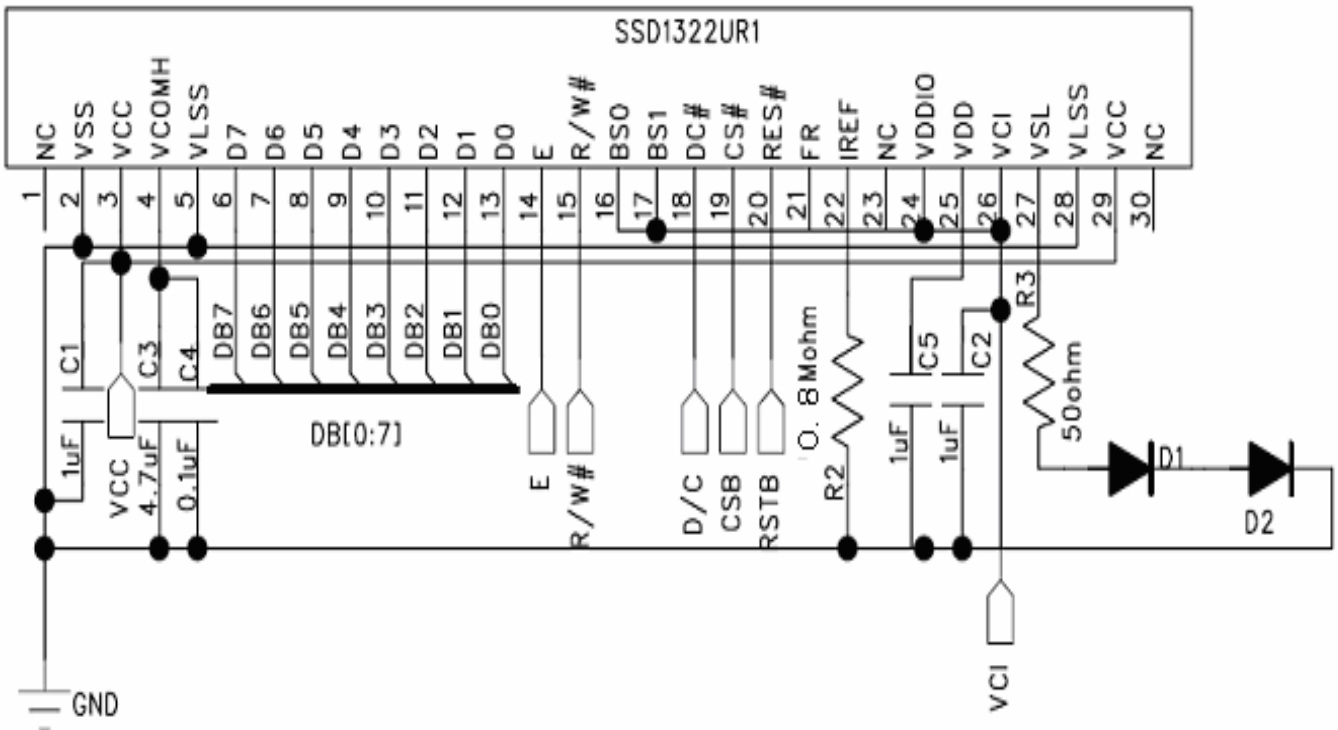 SSD1322UR1
NC
VSS
VCC
VCOMH
VLSS
D7
D6
D5
D4
D3
D2
D1
D0
E
R/W#
BS0
BS1
DC#
CS#
RES#
FR
IREF
NC
VDDIO
VDD
VCI
VSL
VLSS
VCC
NC
1
2
3
4
5
6
7
8
9
10
11
12
13
14
15
16
17
18
19
20
21
22
23
24
25
26
27
28
29
30
C1
1uF
VCC
C3
4.7uF
C4
0.1uF
DB7
DB6
DB5
DB4
DB3
DB2
DB1
DB0
DB[0:7]
E
R/W#
D/C
CSB
RSTB
0. 8Mohm
R2
C5
1uF
C2
1uF
R3
50ohm
D1
D2
VCI
GND